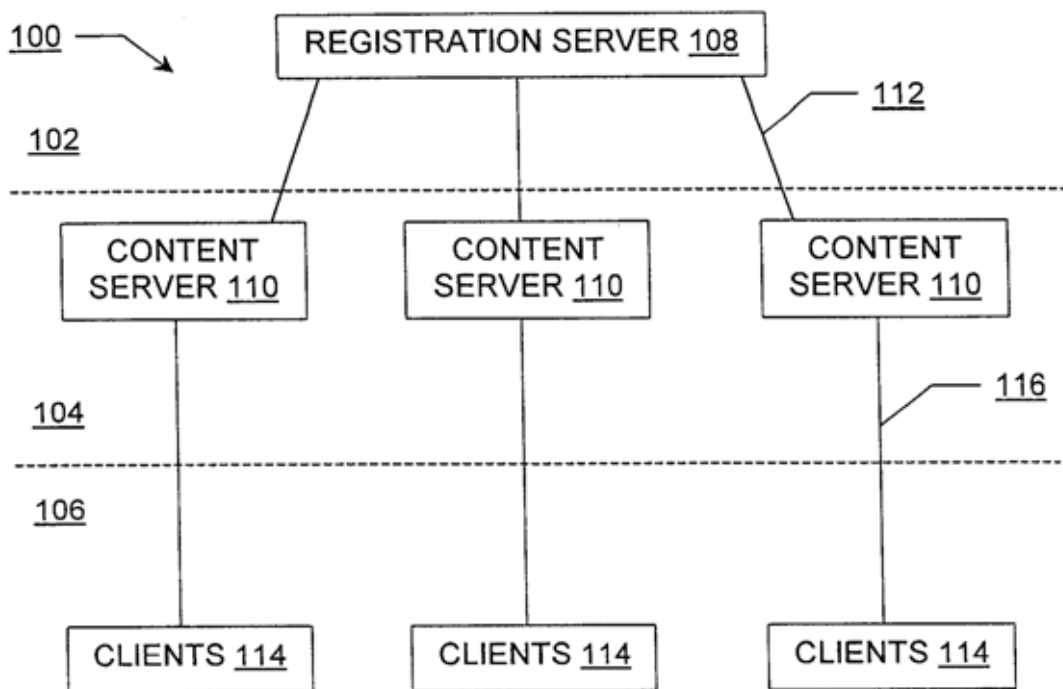 100
REGISTRATION SERVER 108
112
102
CONTENT
SERVER 110
CONTENT
SERVER 110
CONTENT
SERVER 110
116
104
106
CLIENTS 114
CLIENTS 114
CLIENTS 114